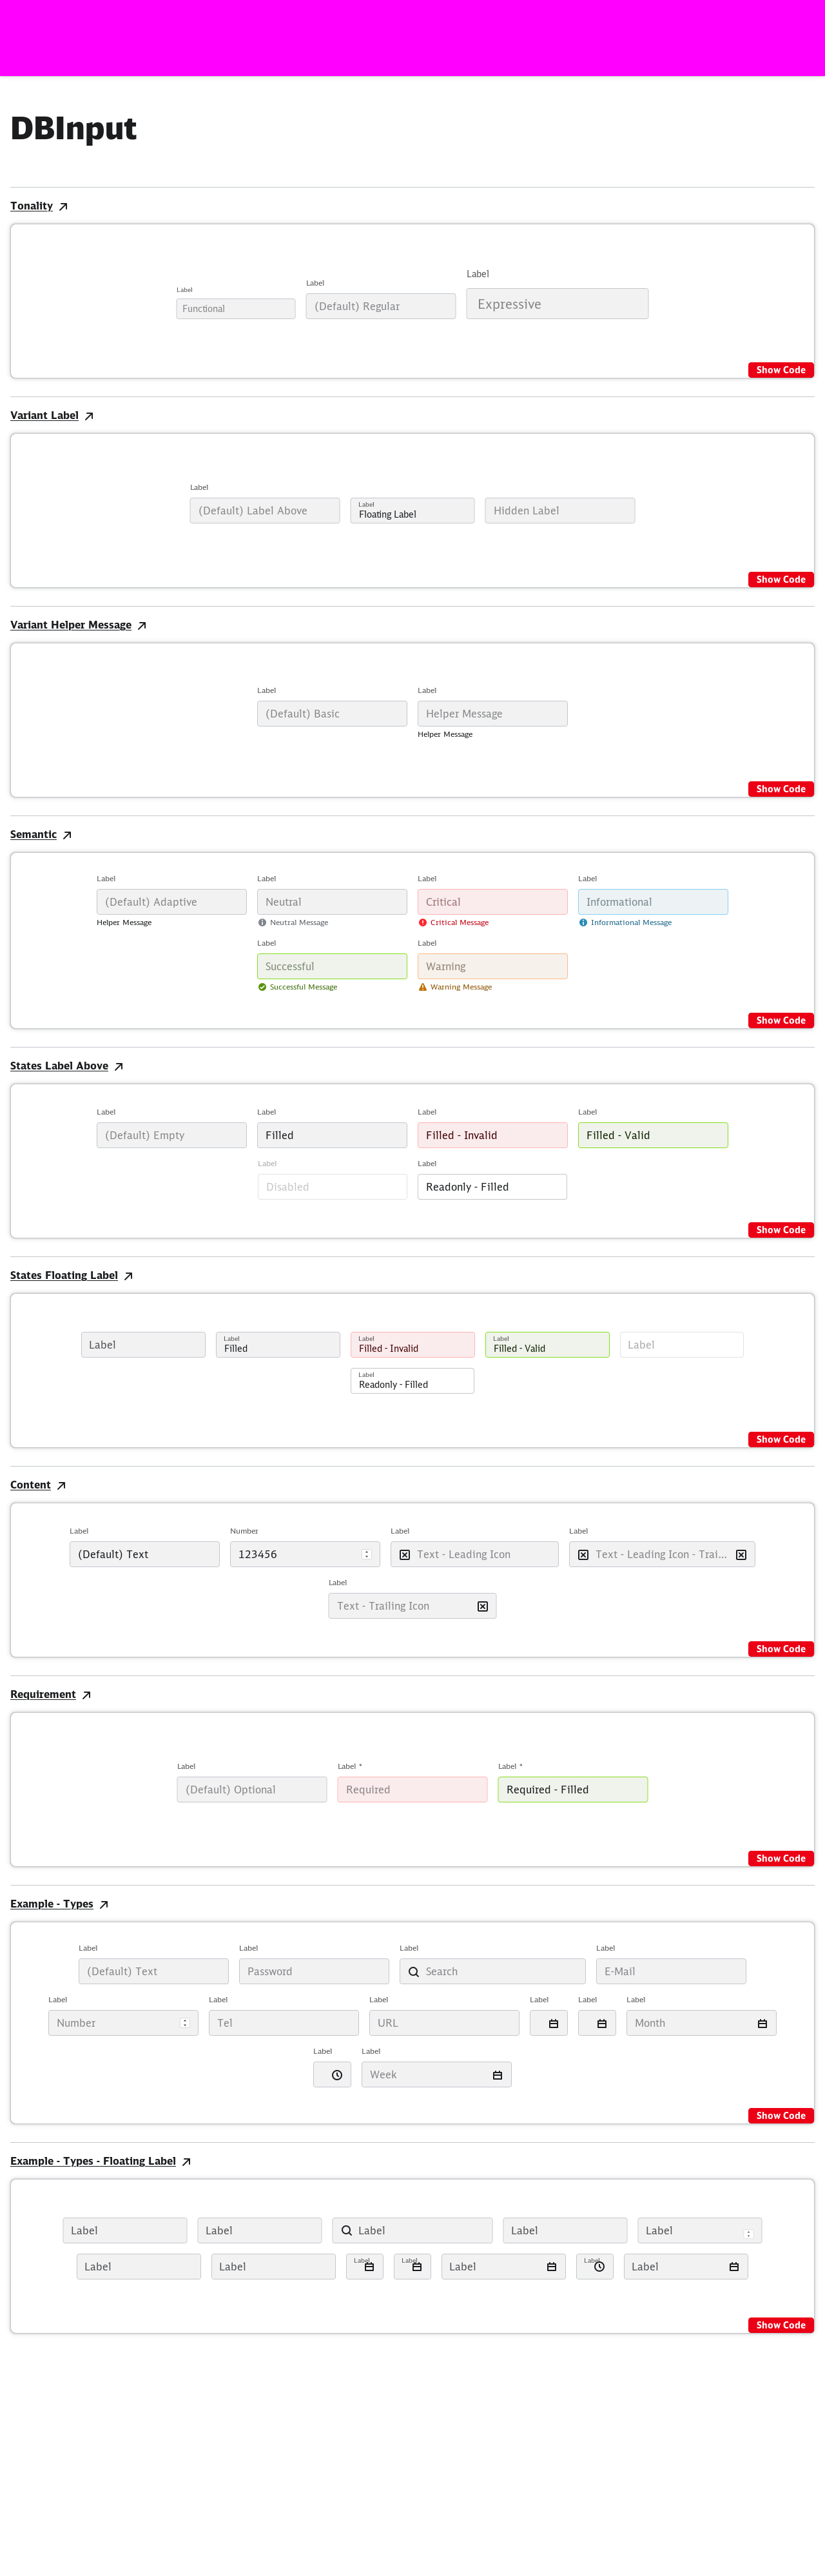 DBInput
Tonality
Label
Label
Label
Functional
(Default) Regular
Expressive
Show Code
Variant Label
Label
(Default) Label Above
Label
Floating Label
Hidden Label
Show Code
Variant Helper Message
Label
Label
(Default) Basic
Helper Message
Helper Message
Show Code
Semantic
Label
Label
Label
Label
(Default) Adaptive
Neutral
Critical
Informational
Helper Message
Neutral Message
Critical Message
Informational Message
Label
Label
Successful
Warning
Successful Message
Warning Message
Show Code
States Label Above
Label
Label
Label
Label
(Default) Empty
Filled
Filled - Invalid
Filled - Valid
Label
Label
Disabled
Readonly - Filled
Show Code
States Floating Label
Label
Label
Filled
Label
Filled - Invalid
Label
Filled - Valid
Label
Label
Readonly - Filled
Show Code
Content
Label
Number
Label
Label
(Default) Text
123456
Text - Leading Icon
Text - Leading Icon - Trai...
Label
Text - Trailing Icon
Show Code
Requirement
Label
Label *
Label *
(Default) Optional
Required
Required - Filled
Show Code
Example - Types
Label
Label
Label
Label
(Default) Text
Password
Search
E-Mail
Label
Label
Label
Label
Label
Label
Number
Tel
URL
Month
Label
Label
Week
Show Code
Example - Types - Floating Label
Label
Label
Label
Label
Label
Label
Label
Label
Label
Label
Label
Label
Show Code